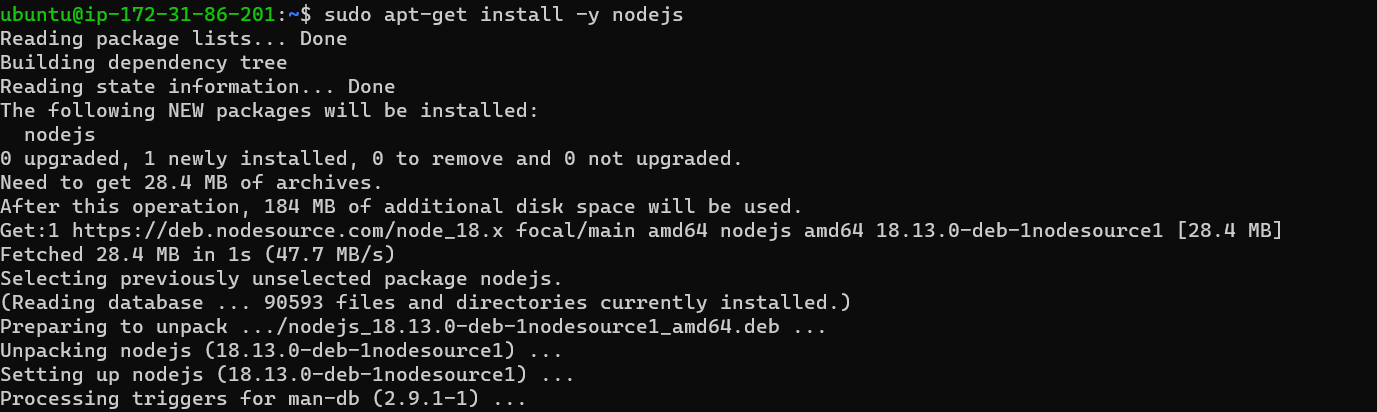 ubuntu@ip-172-31-86-201:~$ sudo apt-get install -y nodejs
Reading package lists... Done
Building dependency tree
Reading state information... Done
The following NEW packages will be installed:
  nodejs
0 upgraded, 1 newly installed, 0 to remove and 0 not upgraded.
Need to get 28.4 MB of archives.
After this operation, 184 MB of additional disk space will be used.
Get:1 https://deb.nodesource.com/node_18.x focal/main amd64 nodejs amd64 18.13.0-deb-1nodesource1 [28.4 MB]
Fetched 28.4 MB in 1s (47.7 MB/s)
Selecting previously unselected package nodejs.
(Reading database ... 90593 files and directories currently installed.)
Preparing to unpack .../nodejs_18.13.0-deb-1nodesource1_amd64.deb ...
Unpacking nodejs (18.13.0-deb-1nodesource1) ...
Setting up nodejs (18.13.0-deb-1nodesource1) ...
Processing triggers for man-db (2.9.1-1) ...